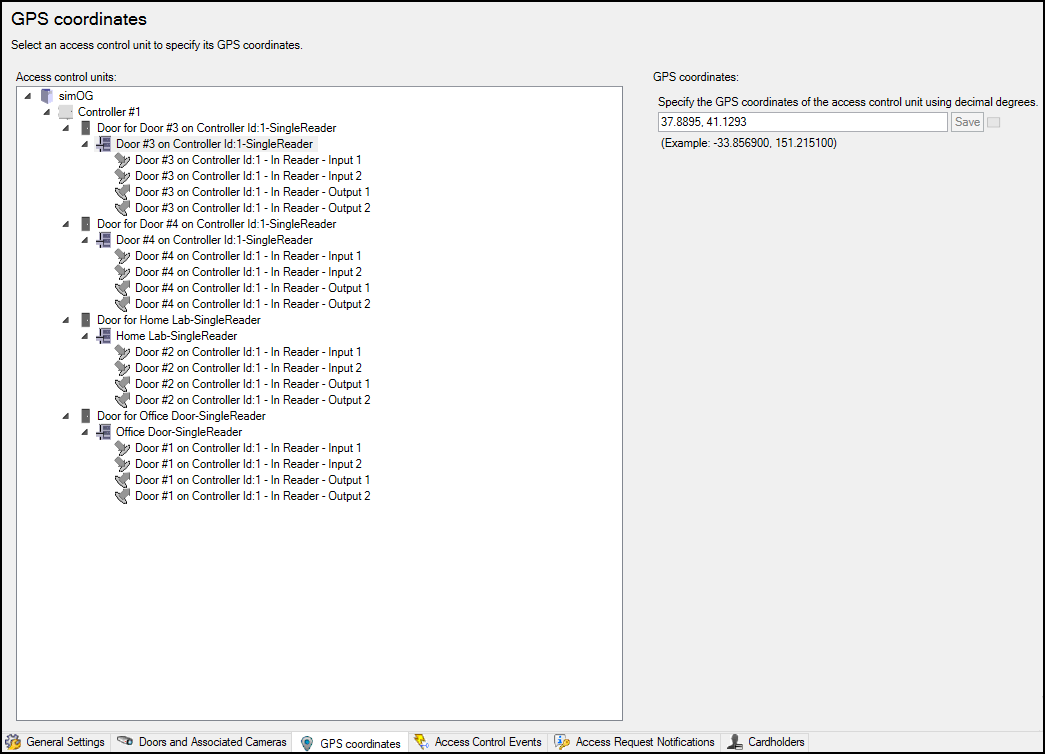 GPS coordinates
Select an access control unit to specify its GPS coordinates.
Access control units:
simOG
Controller #1
Door for Door #3 on Controller Id:1-SingleReader
Door #3 on Controller Id:1-SingleReader
Door #3 on Controller Id:1 - In Reader - Input 1
Door #3 on Controller Id:1 - In Reader - Input 2
Door #3 on Controller Id:1 - In Reader - Output 1
Door #3 on Controller Id:1 - In Reader - Output 2
Door for Door #4 on Controller Id:1-SingleReader
Door #4 on Controller Id:1-SingleReader
Door #4 on Controller Id:1 - In Reader - Input 1
Door #4 on Controller Id:1 - In Reader - Input 2
Door #4 on Controller Id:1 - In Reader - Output 1
Door #4 on Controller Id:1 - In Reader - Output 2
Door for Home Lab-SingleReader
Home Lab-SingleReader
Door #2 on Controller Id:1 - In Reader - Input 1
Door #2 on Controller Id:1 - In Reader - Input 2
Door #2 on Controller Id:1 - In Reader - Output 1
Door #2 on Controller Id:1 - In Reader - Output 2
Door for Office Door-SingleReader
Office Door-SingleReader
Door #1 on Controller Id:1 - In Reader - Input 1
Door #1 on Controller Id:1 - In Reader - Input 2
Door #1 on Controller Id:1 - In Reader - Output 1
Door #1 on Controller Id:1 - In Reader - Output 2
GPS coordinates:
Specify the GPS coordinates of the access control unit using decimal degrees.
37.8895, 41.1293 Save
(Example: -33.856900, 151.215100)
General Settings Doors and Associated Cameras GPS coordinates Access Control Events Access Request Notifications Cardholders